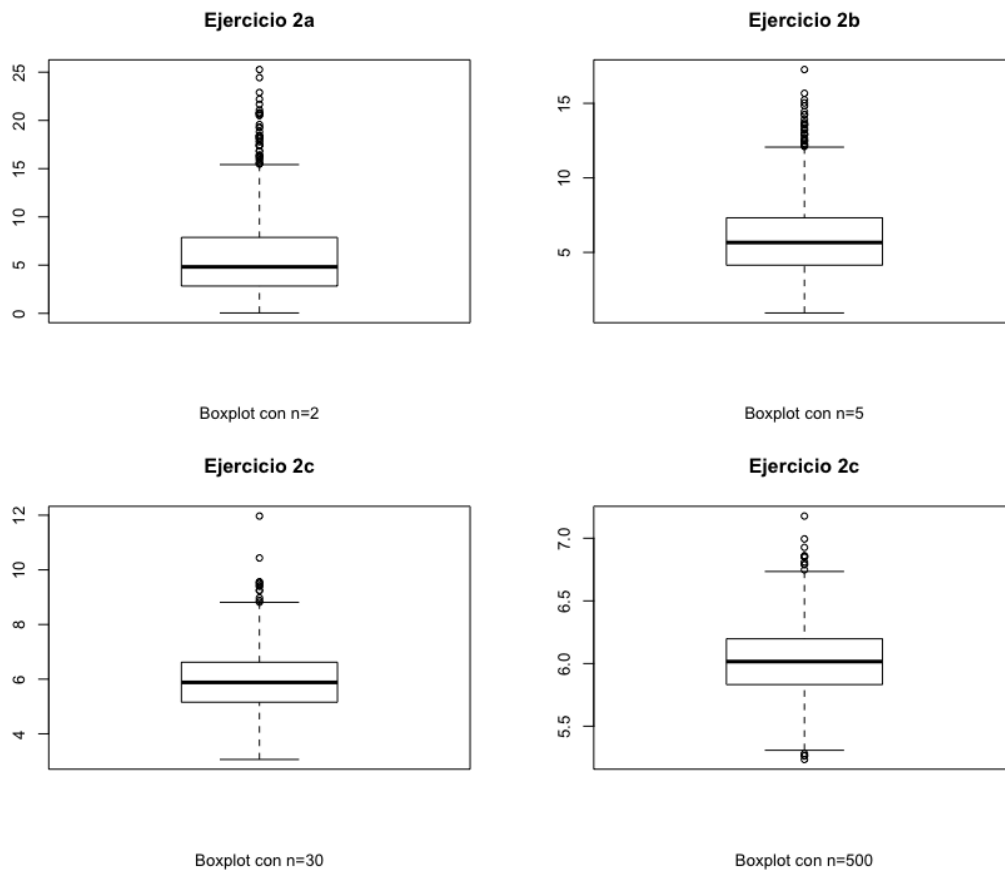 Ejercicio 2a
25
20
15
10
5
0
Boxplot con n=2
Ejercicio 2b
15
10
5
Boxplot con n=5
Ejercicio 2c
12
10
8
6
4
Boxplot con n=30
Ejercicio 2c
7.0
6.5
6.0
5.5
Boxplot con n=500